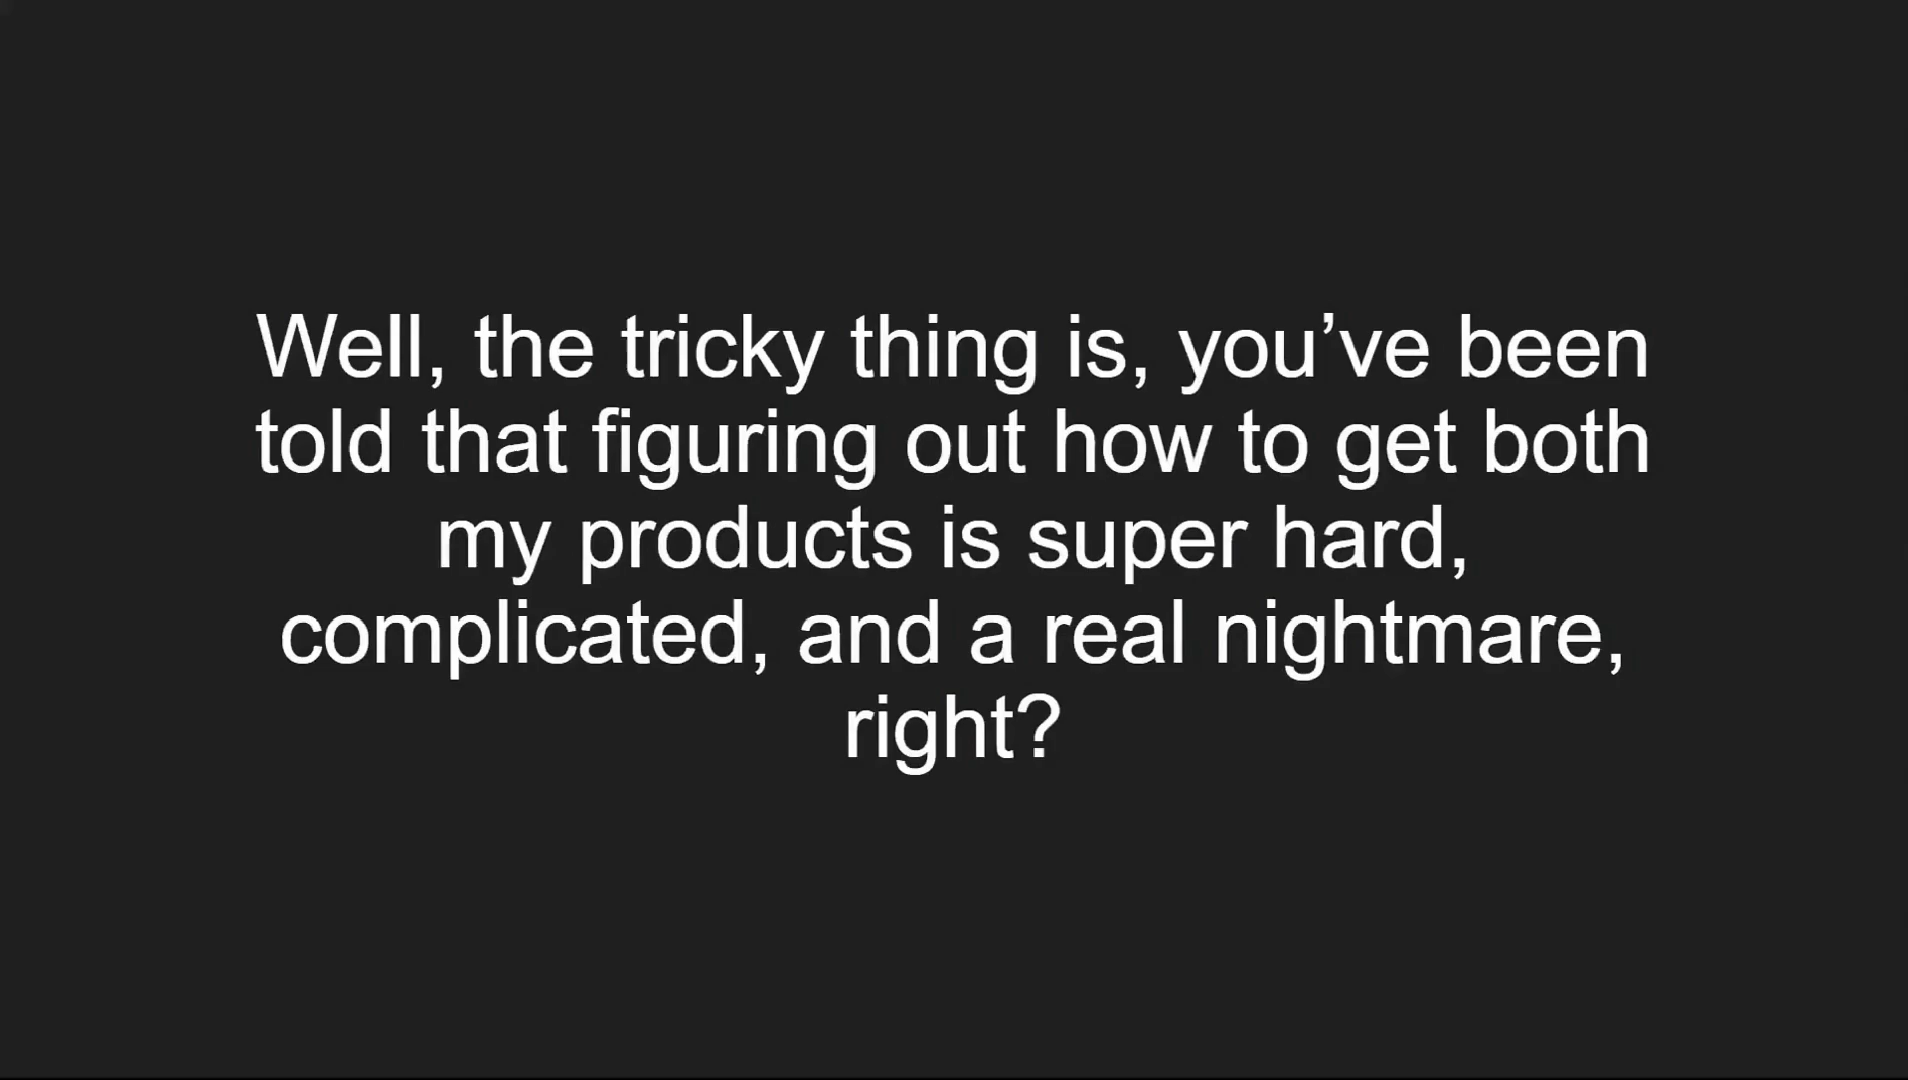 Well, the tricky thing is, you’ve been
told that figuring out how to get both
my products is super hard,
complicated, and a real nightmare,
right?